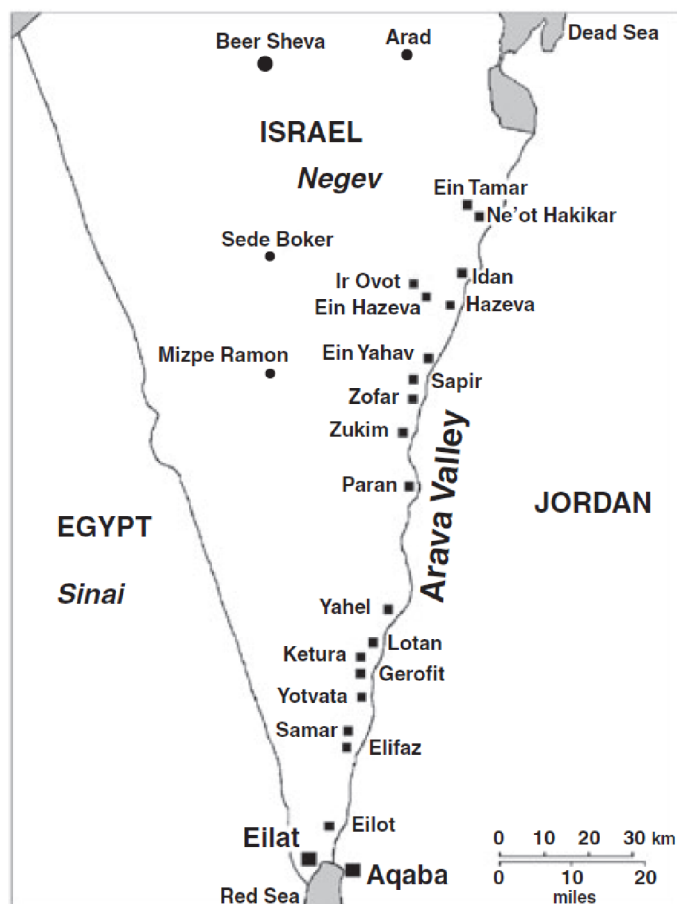 Beer Sheva
Arad
Dead Sea
ISRAEL
Negev
Ein Tamar
Ne’ot Hakikar
Sede Boker
Ir Ovot
Idan
Ein Hazeva
Hazeva
Mizpe Ramon
Ein Yahav
Sapir
Zofar
Zukim
Arava Valley
Paran
JORDAN
EGYPT
Sinai
Yahel
Lotan
Ketura
Gerofit
Yotvata
Samar
Elifaz
Eilot
Eilat
0 10 20 30 km
Aqaba
0 10 20
miles
Red Sea